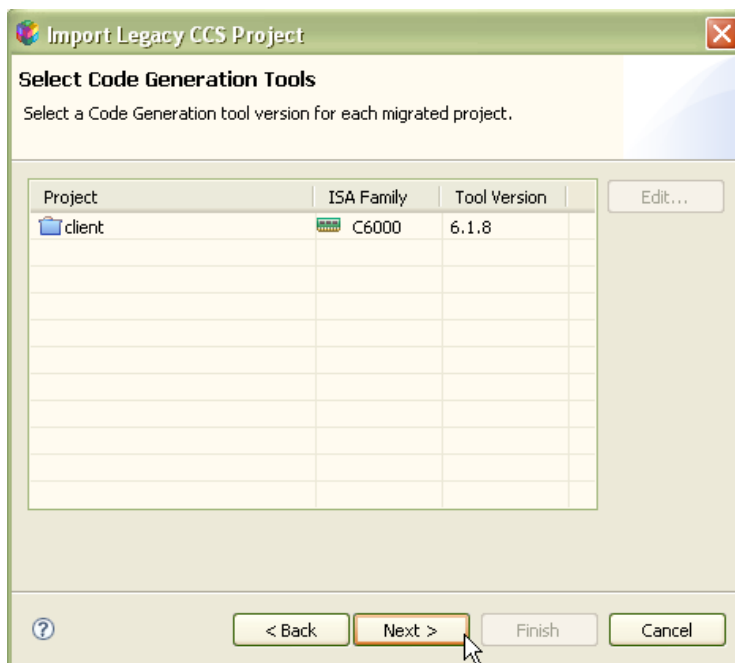 Import Legacy CCS Project
Select Code Generation Tools
Select a Code Generation tool version for each migrated project.
Project ISA Family Tool Version Edit...
client C6000 6.1.8
< Back Next > Finish Cancel